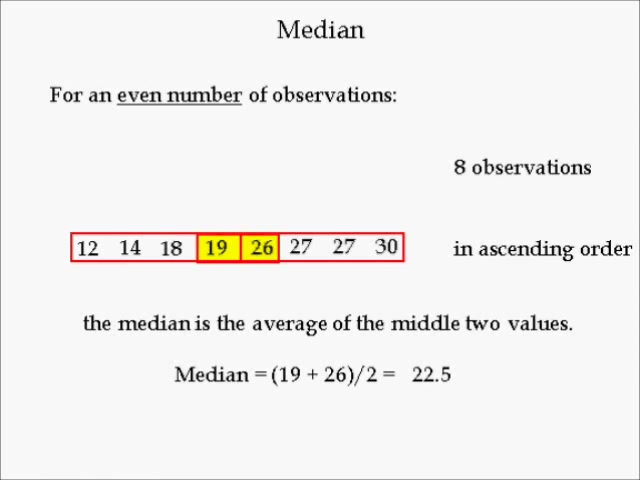 Median
For an even number of observations:
8 observations
12 14 18 19 26 27 27 30 in ascending order
the median is the average of the middle two values.
Median = (19 + 26)/2 = 22.5